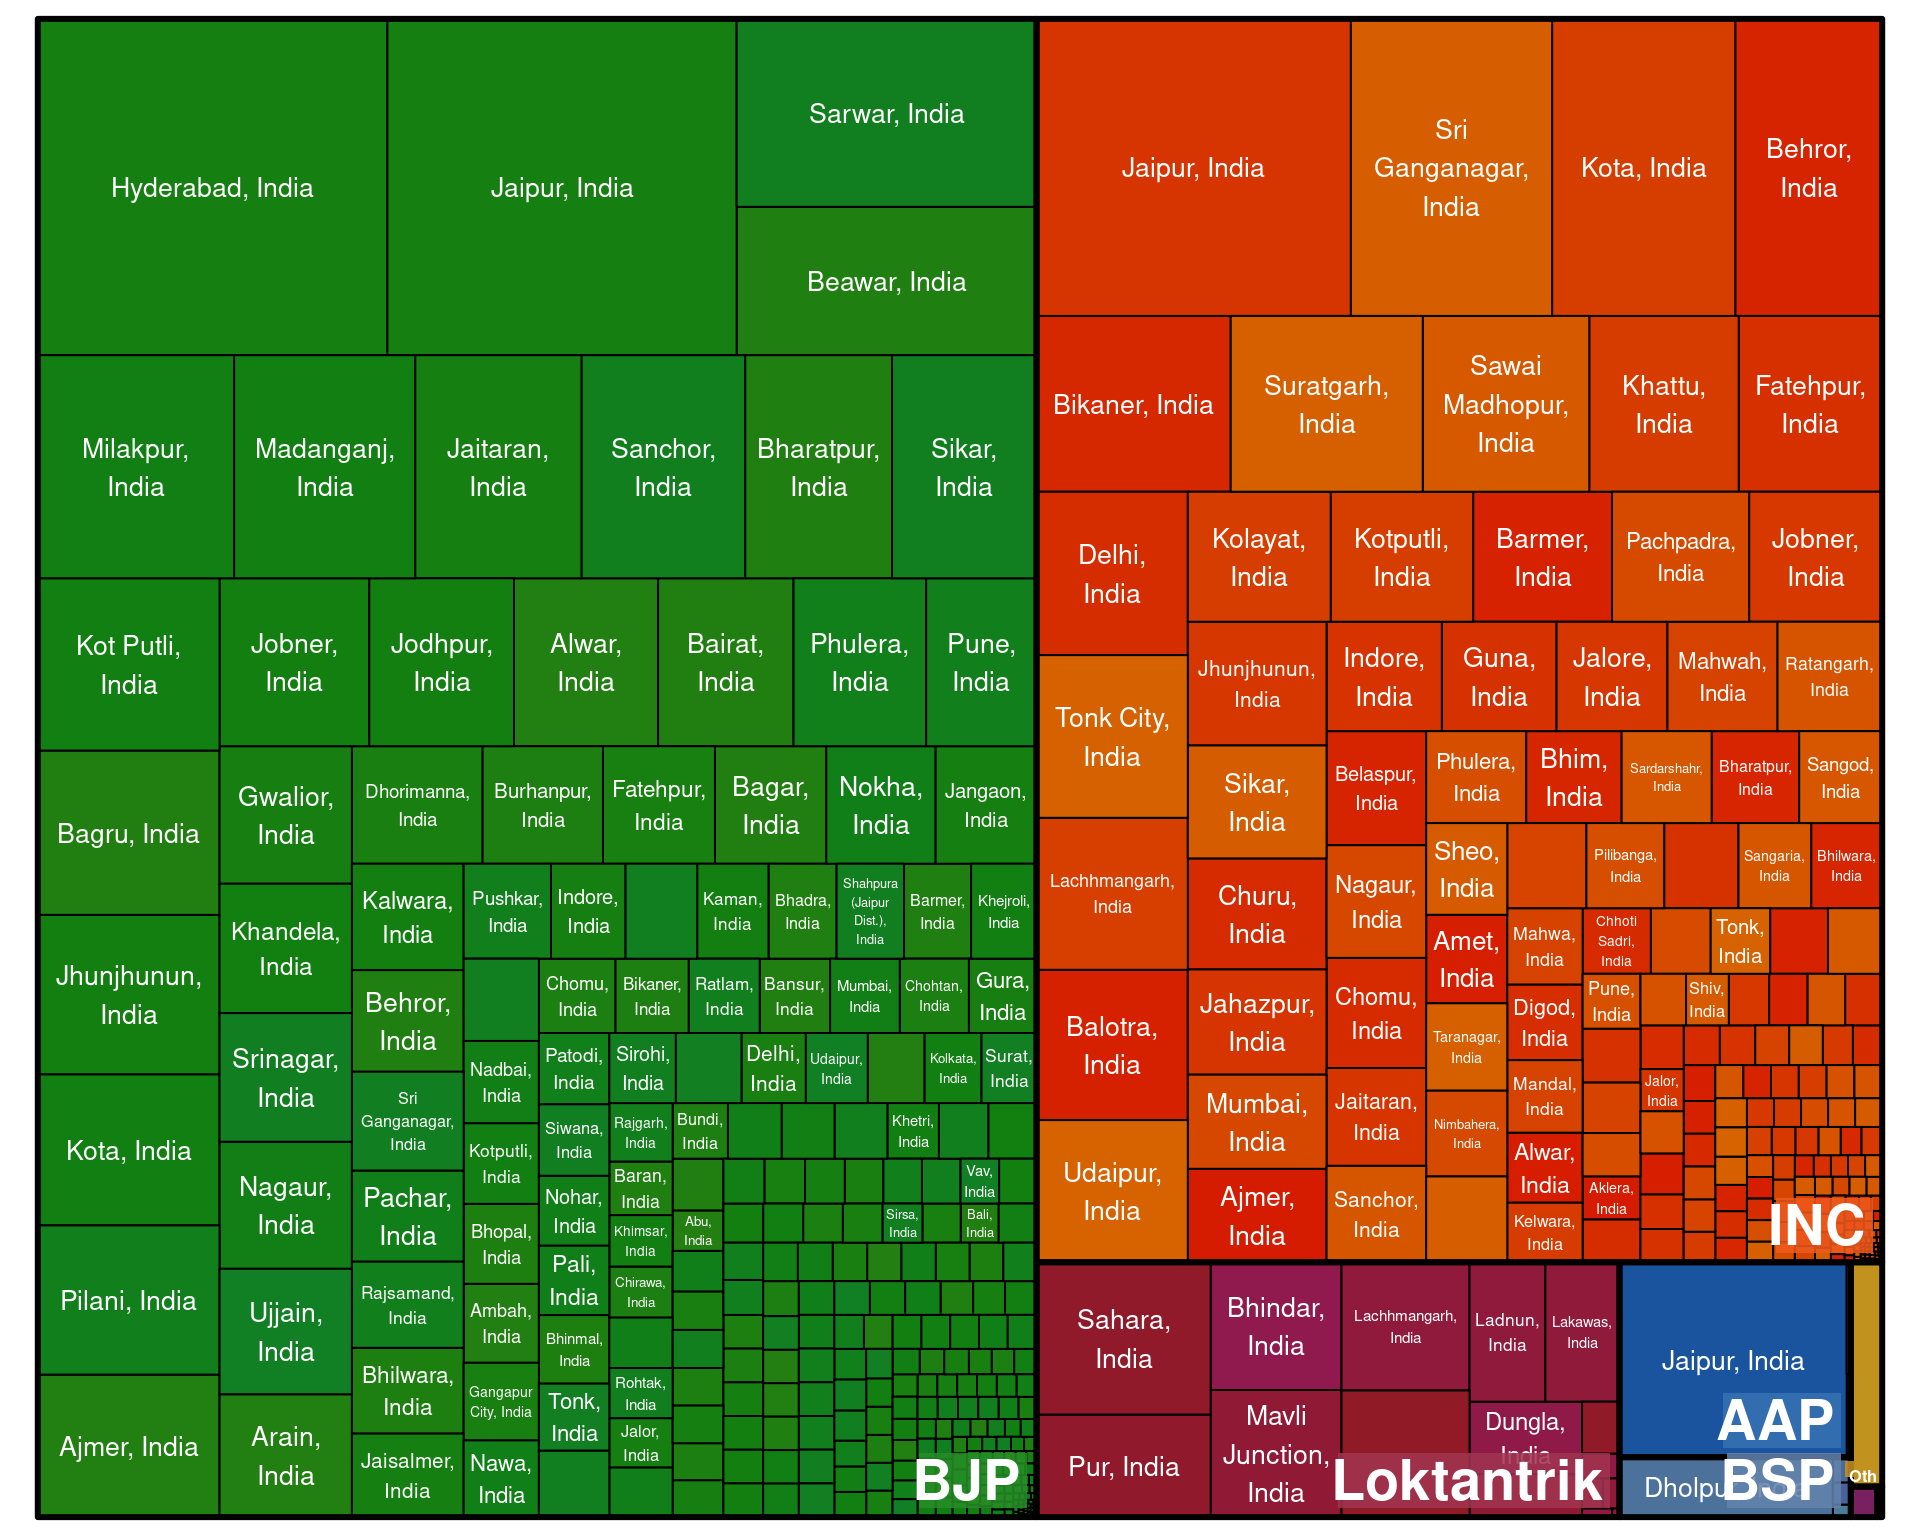 Hyderabad, India
Jaipur, India
Sarwar, India
Beawar, India
Milakpur,
India
Madanganj,
India
Jaitaran,
India
Sanchor,
India
Bharatpur,
India
Sikar,
India
Kot Putli,
India
Jobner,
India
Jodhpur,
India
Alwar,
India
Bairat,
India
Phulera,
India
Pune,
India
Bagru, India
Jhunjhunun,
India
Kota, India
Pilani, India
Ajmer, India
Gwalior,
India
Khandela,
India
Srinagar,
India
Nagaur,
India
Ujjain,
India
Arain,
India
Dhorimanna,
India
Burhanpur,
India
Fatehpur,
India
Bagar,
India
Nokha,
India
Jangaon,
India
Kalwara,
India
Behror,
India
Sri
Ganganagar,
India
Pachar,
India
Rajsamand,
India
Bhilwara,
India
Jaisalmer,
India
Pushkar,
India
Indore,
India
Kaman,
India
Bhadra,
India
Shahpura
(Jaipur
Dist.),
India
Barmer,
India
Khejroli,
India
Nadbai,
India
Kotputli,
India
Bhopal,
India
Ambah,
India
Gangapur
City, India
Nawa,
India
Chomu,
India
Bikaner,
India
Ratlam,
India
Bansur,
India
Mumbai,
India
Chohtan,
India
Gura,
India
Patodi,
India
Siwana,
India
Nohar,
India
Pali,
India
Bhinmal,
India
Tonk,
India
Sirohi,
India
Delhi,
India
Udaipur,
India
Kolkata,
India
Surat,
India
Rajgarh,
India
Baran,
India
Khimsar,
India
Chirawa,
India
Rohtak,
India
Jalor,
India
Bundi,
India
Khetri,
India
Abu,
India
Vav,
India
Sirsa,
India
Bali,
India
BJP
Jaipur, India
Sri
Ganganagar,
India
Kota, India
Behror,
India
Bikaner, India
Suratgarh,
India
Sawai
Madhopur,
India
Khattu,
India
Fatehpur,
India
Delhi,
India
Tonk City,
India
Lachhmangarh,
India
Balotra,
India
Udaipur,
India
Kolayat,
India
Kotputli,
India
Barmer,
India
Pachpadra,
India
Jobner,
India
Jhunjhunun,
India
Sikar,
India
Churu,
India
Jahazpur,
India
Mumbai,
India
Ajmer,
India
Indore,
India
Guna,
India
Jalore,
India
Mahwah,
India
Ratangarh,
India
Belaspur,
India
Nagaur,
India
Chomu,
India
Jaitaran,
India
Sanchor,
India
Phulera,
India
Bhim,
India
Sardarshahr,
India
Bharatpur,
India
Sangod,
India
Sheo,
India
Amet,
India
Taranagar,
India
Nimbahera,
India
Pilibanga,
India
Sangaria,
India
Bhilwara,
India
Mahwa,
India
Digod,
India
Mandal,
India
Alwar,
India
Kelwara,
India
Chhoti
Sadri,
India
Tonk,
India
Pune,
India
Shiv,
India
Jalor,
India
Aklera,
India
INC
Sahara,
India
Pur, India
Bhindar,
India
Mavli
Junction,
India
Lachhmangarh,
India
Ladnun,
India
Lakawas,
India
Dungla,
India
Loktantrik
Jaipur, India
AAP
BSP
Oth